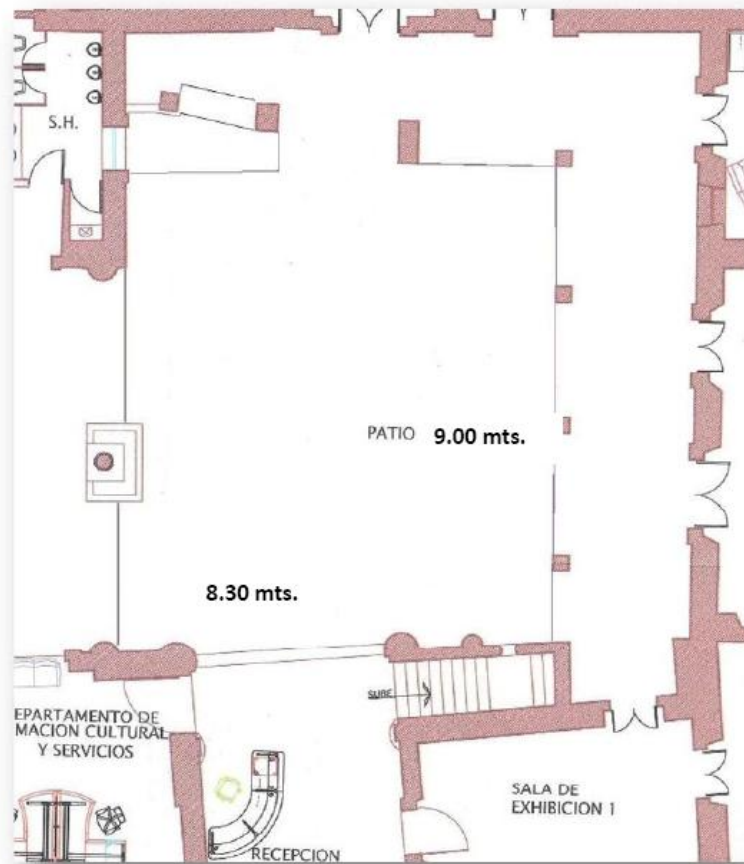 S.H.
PATIO 9.00 mts.
8.30 mts.
SUBE
EPARTAMENTO DE
MACION CULTURAL
Y SERVICIOS
SALA DE
EXHIBICION 1
RECEPCION